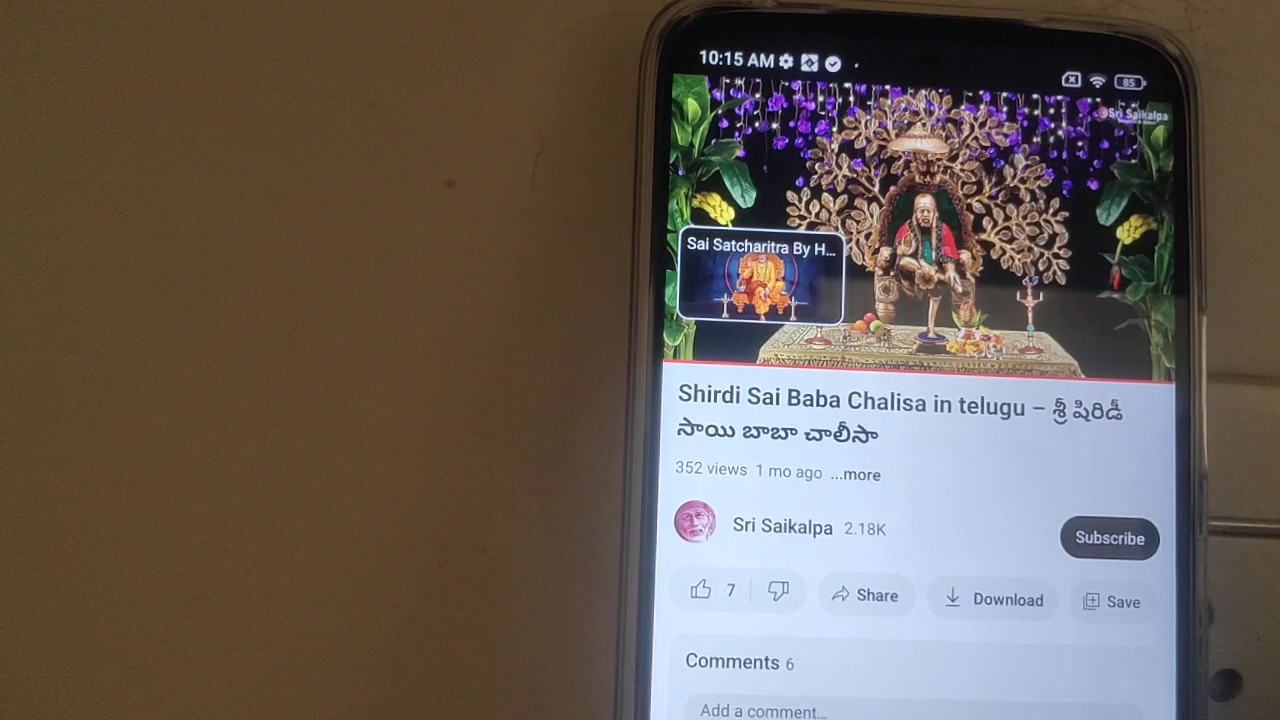 10:15 AM
85
Sri Saikalpa
Sai Satcharitra By H...
Shirdi Sai Baba Chalisa in telugu – శ్రీ షిరిడీ
సాయి బాబా చాలీసా
352 views 1 mo ago ...more
Sri Saikalpa 2.18K
Subscribe
7
Share
Download
Save
Comments 6
Add a comment...